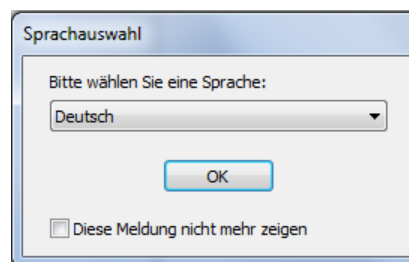 Sprachauswahl
Bitte wählen Sie eine Sprache:
Deutsch
OK
Diese Meldung nicht mehr zeigen